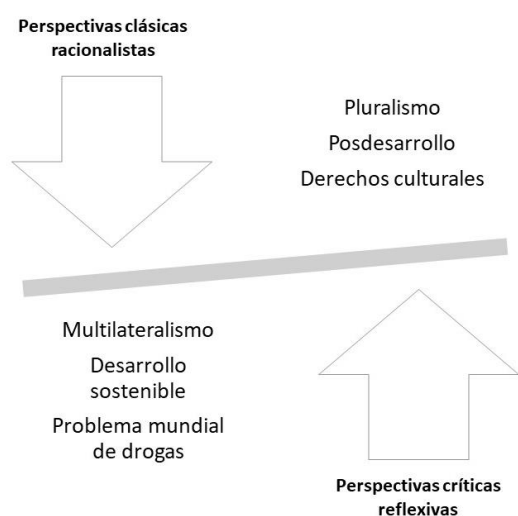 Perspectivas clásicas
racionalistas
Pluralismo
Posdesarrollo
Derechos culturales
Multilateralismo
Desarrollo
sostenible
Problema mundial
de drogas
Perspectivas críticas
reflexivas